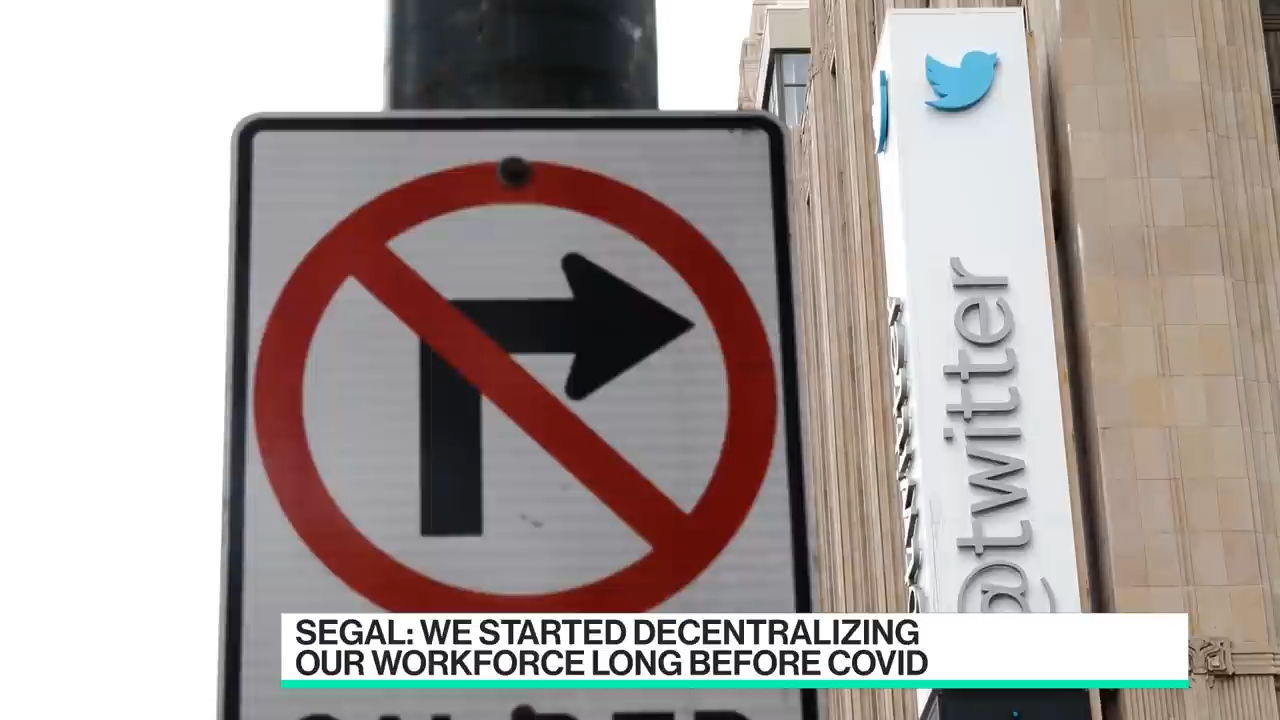 @twitter
SEGAL: WE STARTED DECENTRALIZING
OUR WORKFORCE LONG BEFORE COVID